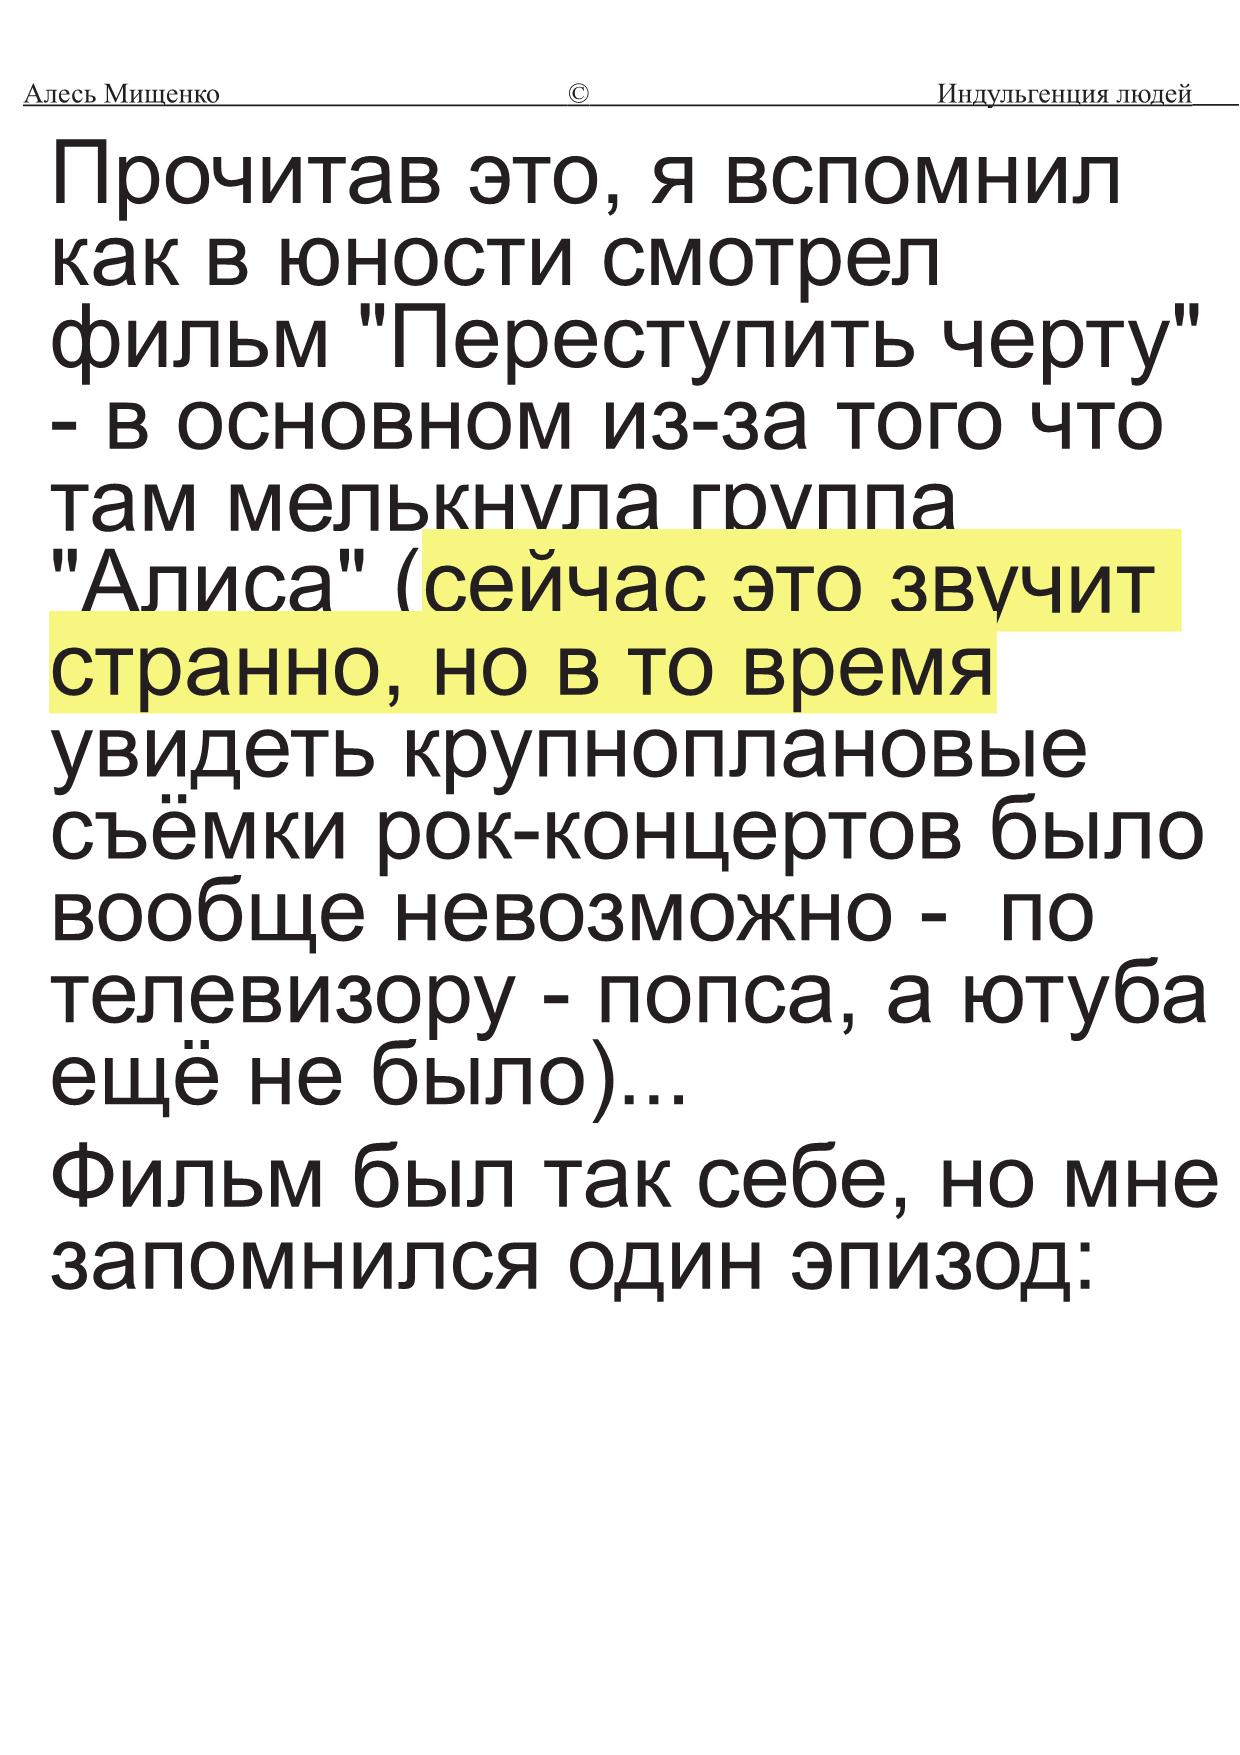 Алесь Мищенко © Индульгенция людей
Прочитав это, я вспомнил
как в юности смотрел
фильм "Переступить черту"
- в основном из-за того что
там мелькнула группа
"Алиса" (сейчас это звучит
странно, но в то время
увидеть крупноплановые
съёмки рок-концертов было
вообще невозможно -  по
телевизору - попса, а ютуба
ещё не было)...
Фильм был так себе, но мне
запомнился один эпизод: